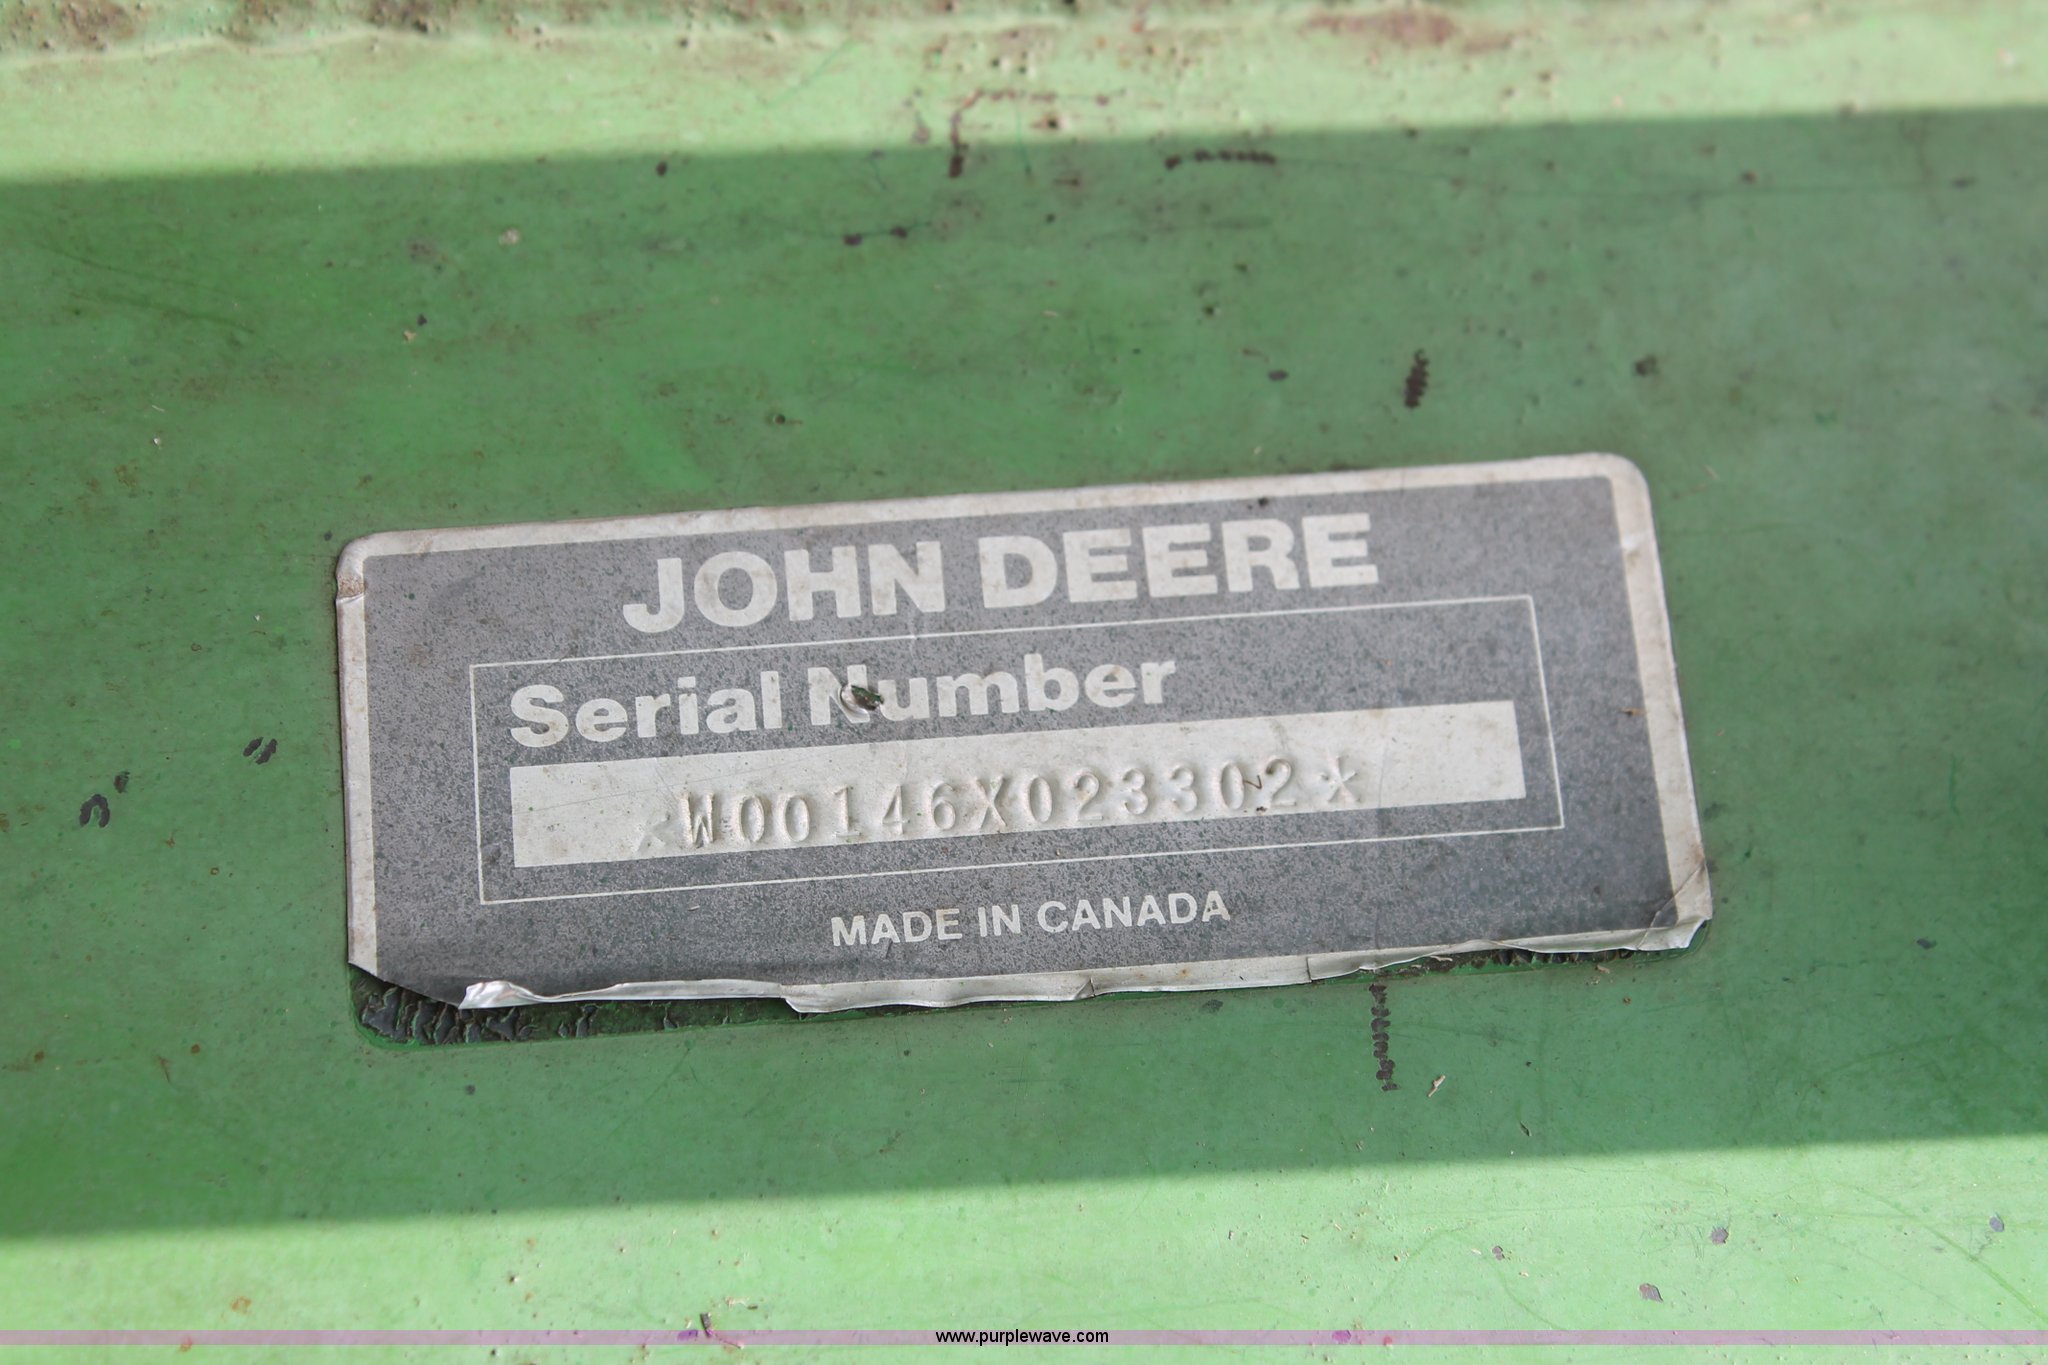 JOHN DEERE
Serial Number
*W00146X023302*
MADE IN CANADA
www.purplewave.com